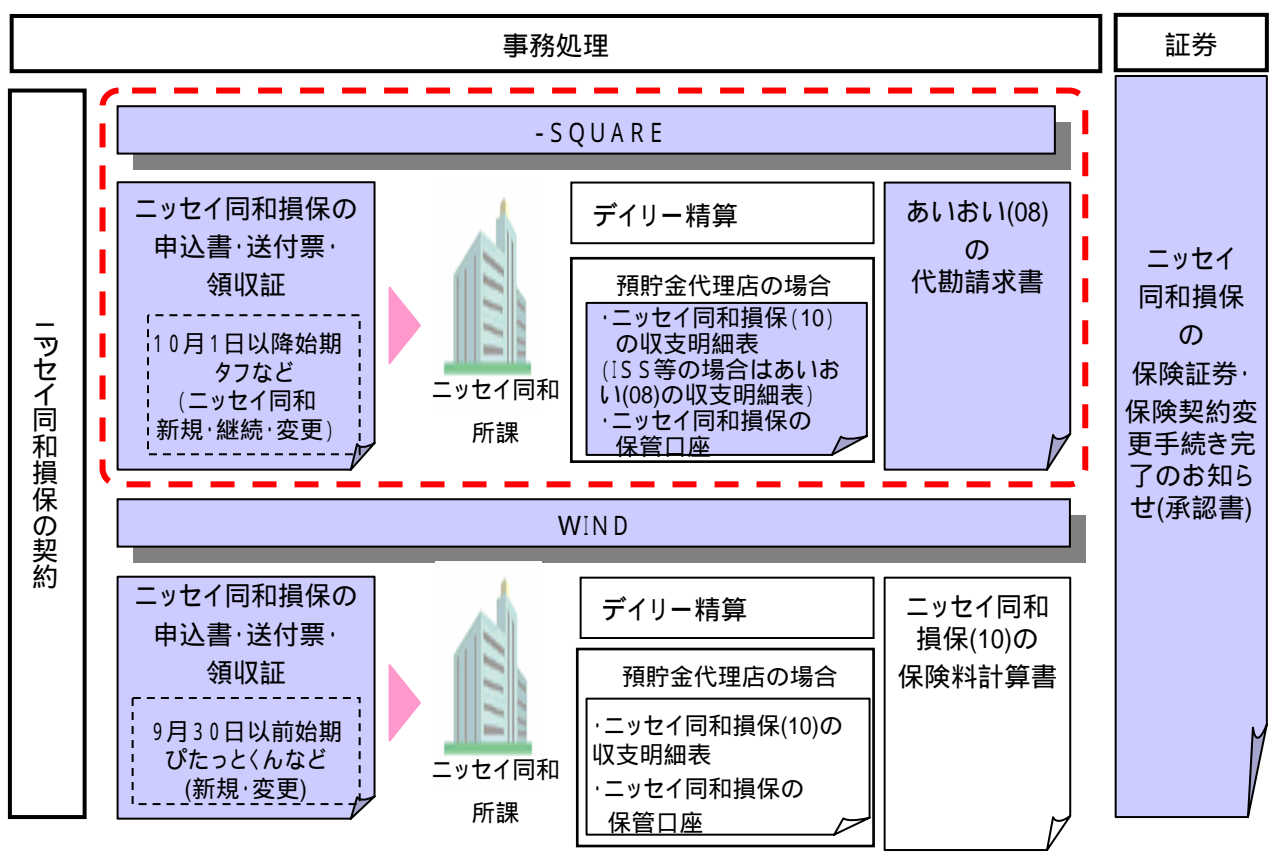 事務処理
証券
ニッセイ同和損保の契約
-SQUARE
ニッセイ同和損保の
申込書・送付票・
領収証
10月1日以降始期
タフなど
(ニッセイ同和
新規・継続・変更)
ニッセイ同和
所課
デイリー精算
預貯金代理店の場合
・ニッセイ同和損保(10)
の収支明細表
(ISS等の場合はあいお
い(08)の収支明細表)
・ニッセイ同和損保の
保管口座
あいおい(08)
の
代勘請求書
WIND
ニッセイ同和損保の
申込書・送付票・
領収証
9月30日以前始期
ぴたっとくんなど
(新規・変更)
ニッセイ同和
所課
デイリー精算
預貯金代理店の場合
・ニッセイ同和損保(10)の
収支明細表
・ニッセイ同和損保の
保管口座
ニッセイ同和
損保(10)の
保険料計算書
ニッセイ
同和損保
の
保険証券・
保険契約変
更手続き完
了のお知ら
せ(承認書)